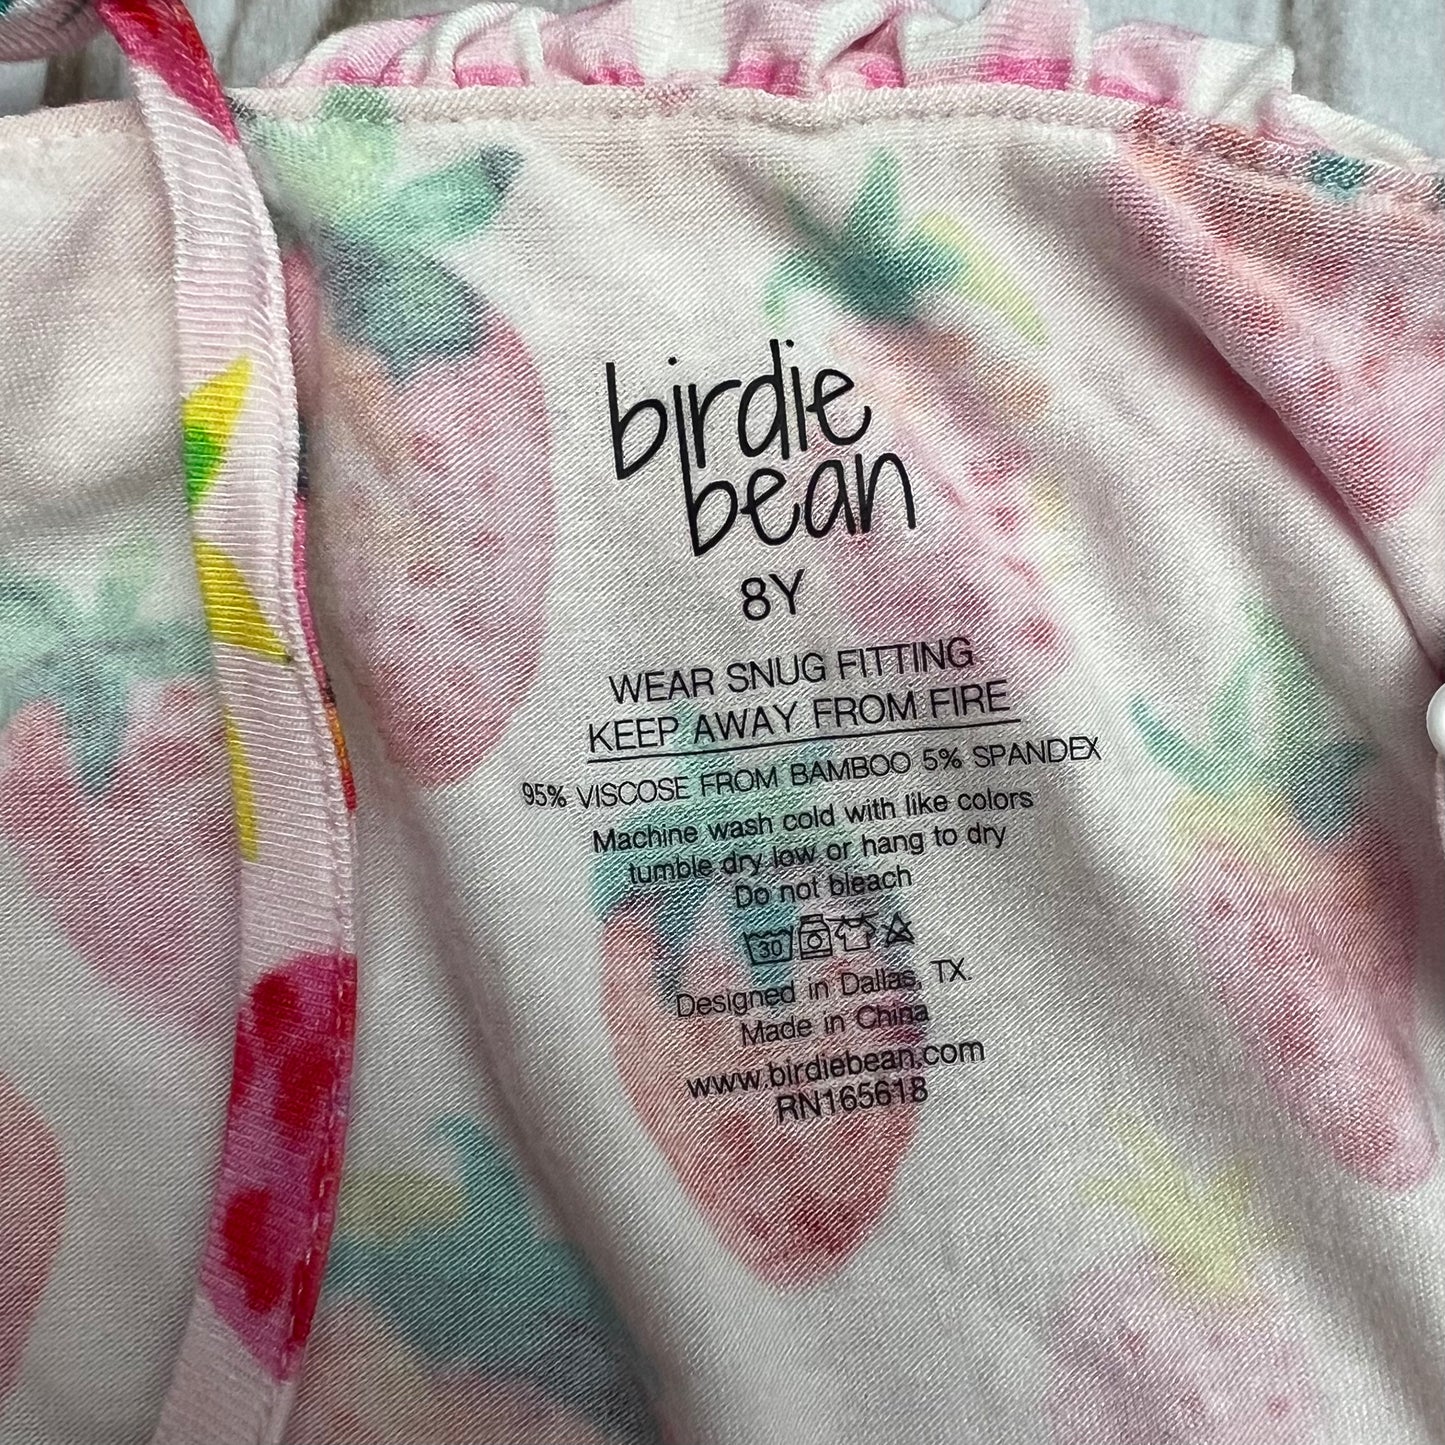 birdie
bean
8Y
WEAR SNUG FITTING
KEEP AWAY FROM FIRE
95% VISCOSE FROM BAMBOO 5% SPANDEX
Machine wash cold with like colors
tumble dry low or hang to dry
Do not bleach
30
Designed in Dallas, TX.
Made in China
www.birdiebean.com
RN165618